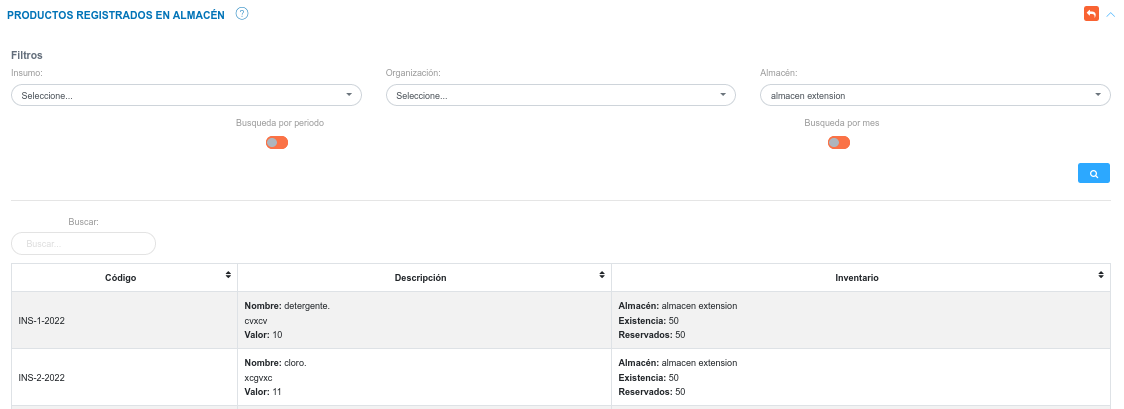 PRODUCTOS REGISTRADOS EN ALMACÉN ?
Filtros
Insumo: Organización: Almacén:
Seleccione... Seleccione... almacen extension
Busqueda por periodo Busqueda por mes
Buscar:
Buscar...
Código Descripción Inventario
Nombre: detergente. Almacén: almacen extension
INS-1-2022 cvxcv Existencia: 50
Valor: 10 Reservados: 50
Nombre: cloro. Almacén: almacen extension
INS-2-2022 xcgvxc Existencia: 50
Valor: 11 Reservados: 50